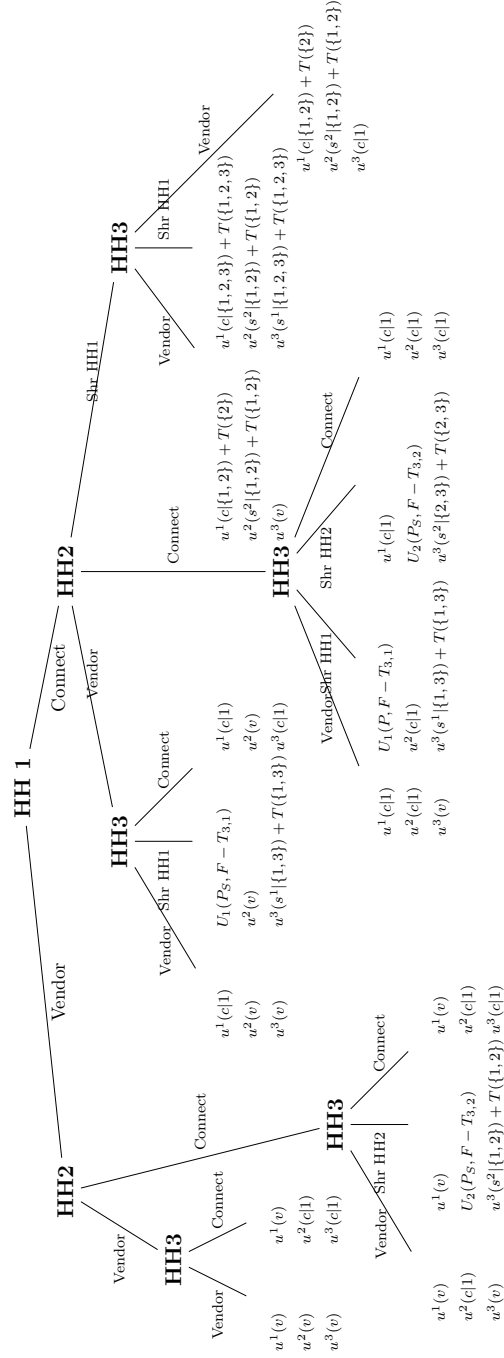 HH 1
Vendor Connect
HH2 HH2
Vendor Connect Vendor Connect Shr HH1
HH3 HH3 HH3
Vendor Connect Vendor Shr HH1 Connect Vendor Shr HH1 Vendor
$u^1(c|1)$ $U_1(P_S, F - T_{3,1})$ $u^1(c|1)$ $u^1(c|\{1,2\}) + T(\{2\})$ $u^1(c|\{1,2,3\}) + T(\{1,2,3\})$
$u^2(v)$ $u^2(v)$ $u^2(v)$ $u^2(s^2|\{1,2\}) + T(\{1,2\})$ $u^2(s^2|\{1,2\}) + T(\{1,2\})$
$u^3(v)$ $u^3(s^1|\{1,3\}) + T(\{1,3\})$ $u^3(c|1)$ $u^3(v)$ $u^3(s^1|\{1,2,3\}) + T(\{1,2,3\})$
$u^1(v)$ $u^1(v)$ $u^1(c|\{1,2\}) + T(\{2\})$
$u^2(v)$ $u^2(c|1)$ $u^2(s^2|\{1,2\}) + T(\{1,2\})$
$u^3(v)$ $u^3(c|1)$ $u^3(c|1)$
HH3 HH3
Vendor Shr HH2 Connect Vendor Shr HH1 Shr HH2 Connect
$u^1(c|1)$ $U_1(P, F - T_{3,1})$ $u^1(c|1)$ $u^1(c|1)$
$u^2(c|1)$ $u^2(c|1)$ $U_2(P_S, F - T_{3,2})$ $u^2(c|1)$
$u^3(v)$ $u^3(s^1|\{1,3\}) + T(\{1,3\})$ $u^3(s^2|\{2,3\}) + T(\{2,3\})$ $u^3(c|1)$
$u^1(v)$ $u^1(v)$ $u^1(v)$
$u^2(c|1)$ $U_2(P_S, F - T_{3,2})$ $u^2(c|1)$
$u^3(v)$ $u^3(s^2|\{1,2\}) + T(\{1,2\})$ $u^3(c|1)$